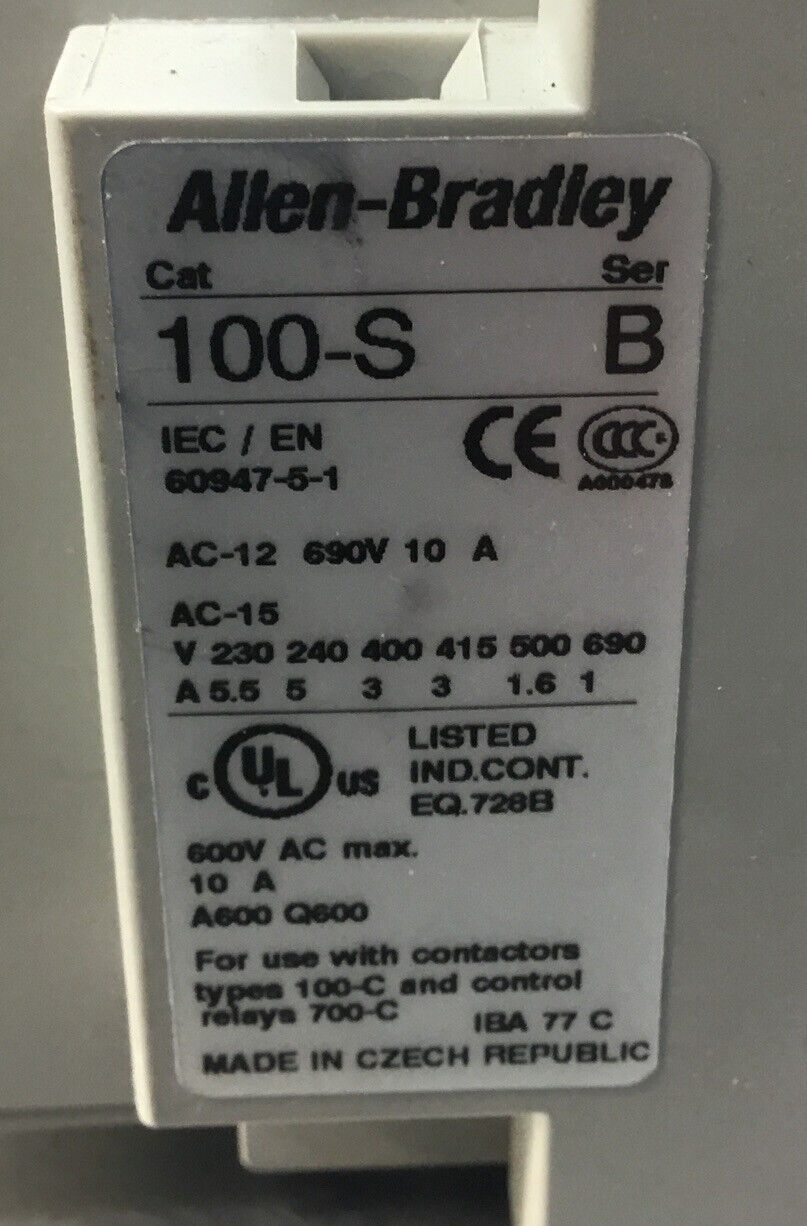 Allen-Bradley
Cat Ser
100-S B
IEC / EN CE CCC
60947-5-1
AC-12 690V 10 A
AC-15
V 230 240 400 415 500 690
A 5.5 5 3 3 1.6 1
C UL US LISTED
IND.CONT.
EQ.728B
600V AC max.
10 A
A600 Q600
For use with contactors
types 100-C and control
relays 700-C IBA 77 C
MADE IN CZECH REPUBLIC